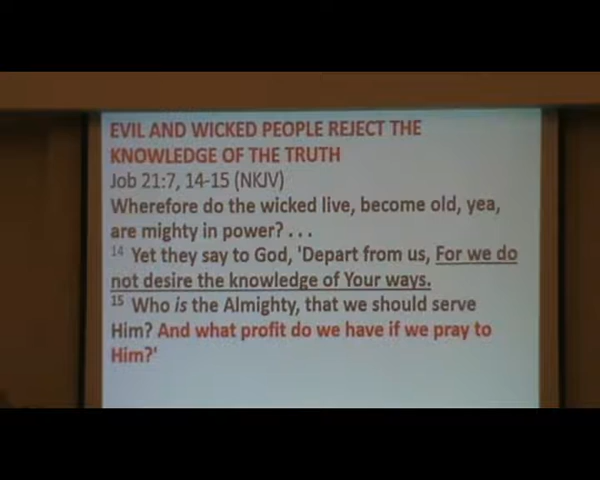 EVIL AND WICKED PEOPLE REJECT THE
KNOWLEDGE OF THE TRUTH
Job 21:7, 14-15 (NKJV)
Wherefore do the wicked live, become old, yea,
are mighty in power? . . .
14 Yet they say to God, 'Depart from us, For we do
not desire the knowledge of Your ways.
15 Who is the Almighty, that we should serve
Him? And what profit do we have if we pray to
Him?'